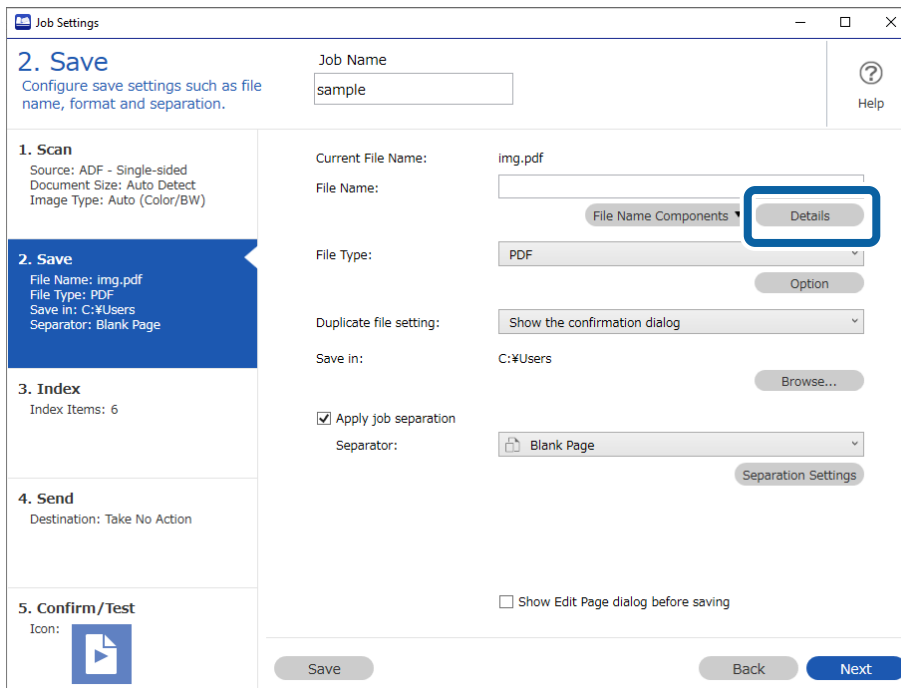 Job Settings
2. Save
Configure save settings such as file
name, format and separation.
Job Name
sample
Help
1. Scan
Source: ADF - Single-sided
Document Size: Auto Detect
Image Type: Auto (Color/BW)
2. Save
File Name: img.pdf
File Type: PDF
Save in: C:¥Users
Separator: Blank Page
3. Index
Index Items: 6
4. Send
Destination: Take No Action
5. Confirm/Test
Icon:
Current File Name: img.pdf
File Name:
File Name Components Details
File Type: PDF
Option
Duplicate file setting: Show the confirmation dialog
Save in: C:¥Users
Browse...
Apply job separation
Separator: Blank Page
Separation Settings
Show Edit Page dialog before saving
Save Back Next